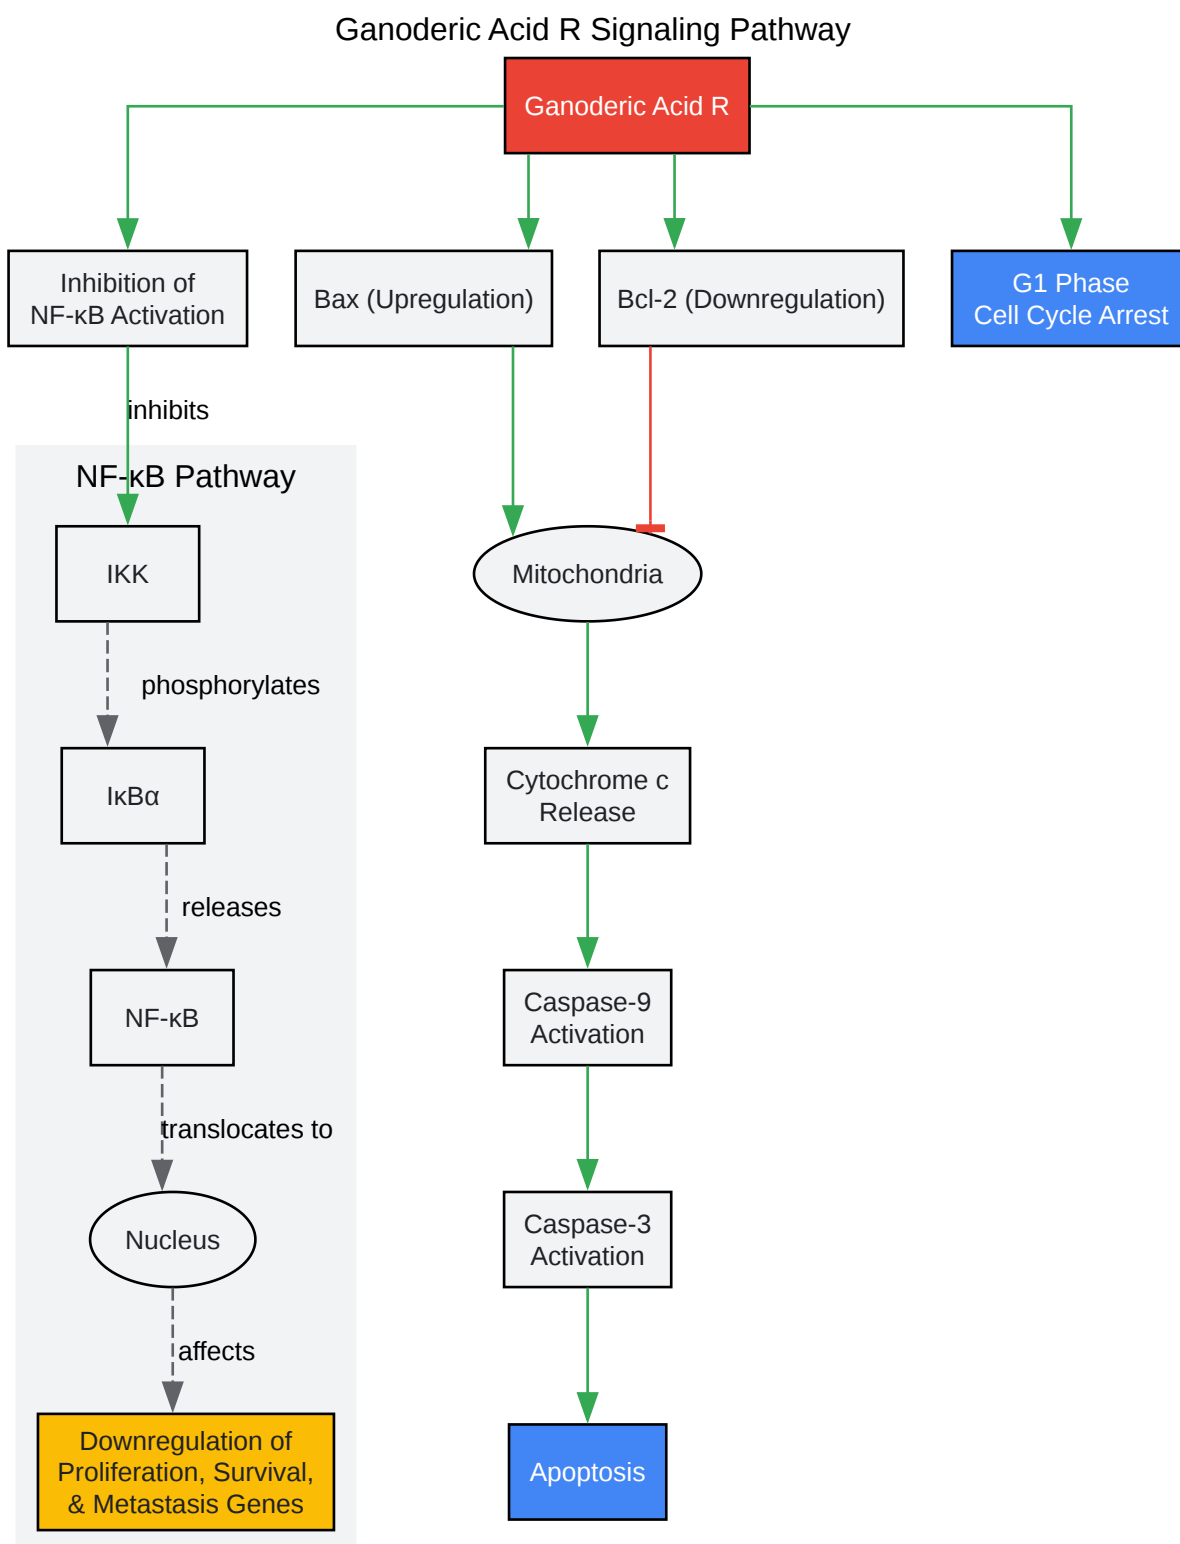 Ganoderic Acid R Signaling Pathway
Ganoderic Acid R
Inhibition of
NF-κB Activation
Bax (Upregulation)
Bcl-2 (Downregulation)
G1 Phase
Cell Cycle Arrest
inhibits
NF-κB Pathway
IKK
Mitochondria
phosphorylates
IκBα
Cytochrome c
Release
releases
NF-κB
Caspase-9
Activation
translocates to
Nucleus
Caspase-3
Activation
affects
Downregulation of
Proliferation, Survival,
& Metastasis Genes
Apoptosis